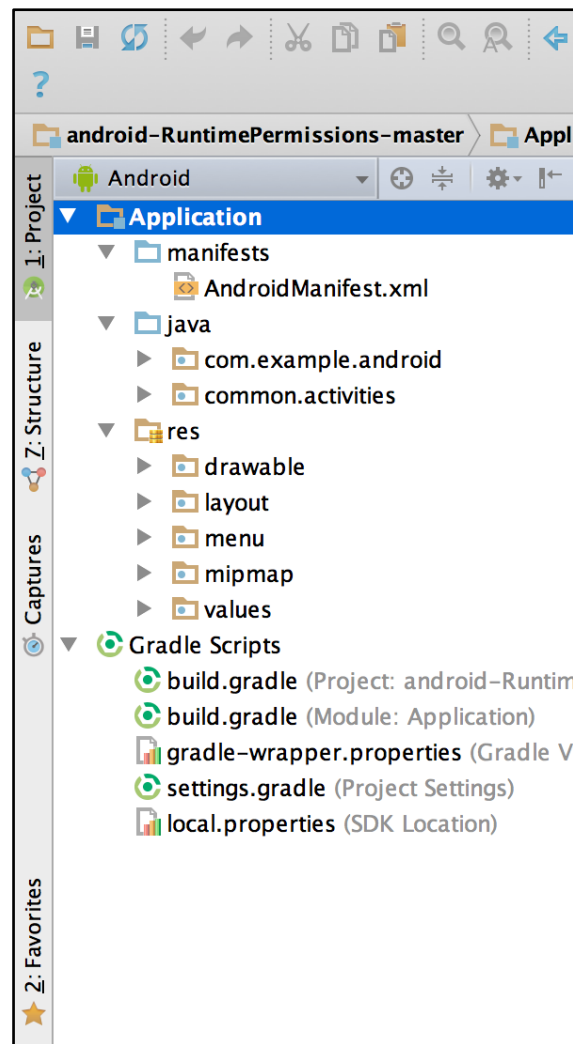 ?
android-RuntimePermissions-master
Appl
1: Project
Z: Structure
Captures
2: Favorites
Android
Application
manifests
AndroidManifest.xml
java
com.example.android
common.activities
res
drawable
layout
menu
mipmap
values
Gradle Scripts
build.gradle (Project: android-Runtim
build.gradle (Module: Application)
gradle-wrapper.properties (Gradle V
settings.gradle (Project Settings)
local.properties (SDK Location)